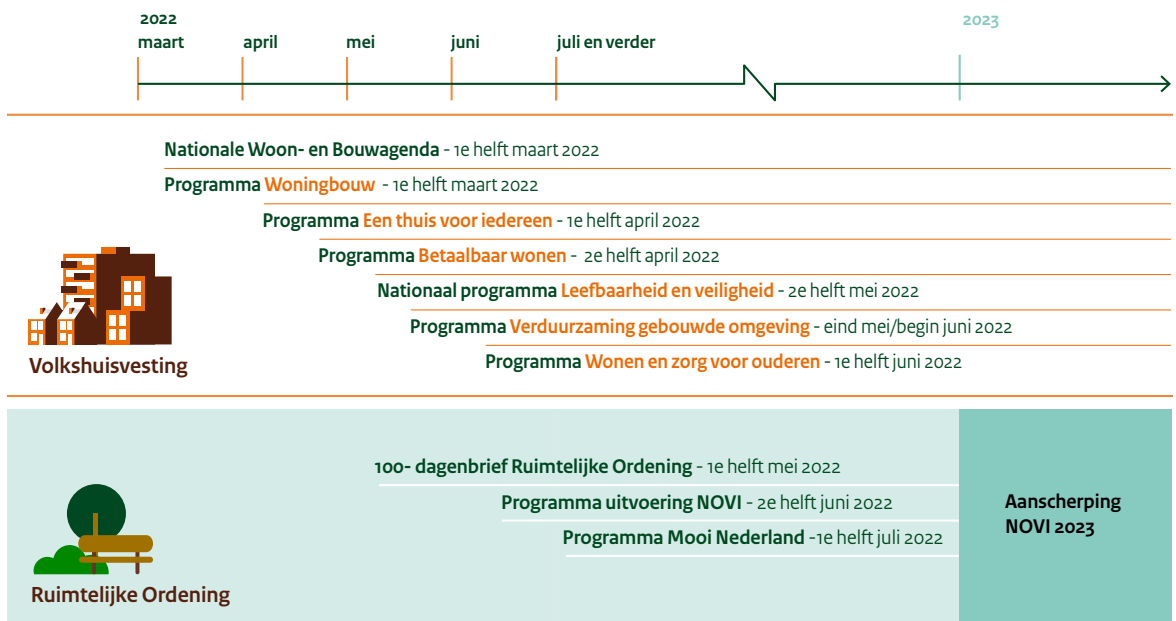 2022
2023
maart
april
mei
juni
juli en verder
Nationale Woon- en Bouwagenda - 1e helft maart 2022
Programma Woningbouw - 1e helft maart 2022
Programma Een thuis voor iedereen - 1e helft april 2022
Programma Betaalbaar wonen - 2e helft april 2022
Nationaal programma Leefbaarheid en veiligheid - 2e helft mei 2022
Programma Verduurzaming gebouwde omgeving - eind mei/begin juni 2022
Programma Wonen en zorg voor ouderen - 1e helft juni 2022
Volkshuisvesting
100- dagenbrief Ruimtelijke Ordening - 1e helft mei 2022
Programma uitvoering NOVI - 2e helft juni 2022
Programma Mooi Nederland -1e helft juli 2022
Aanscherping
NOVI 2023
Ruimtelijke Ordening